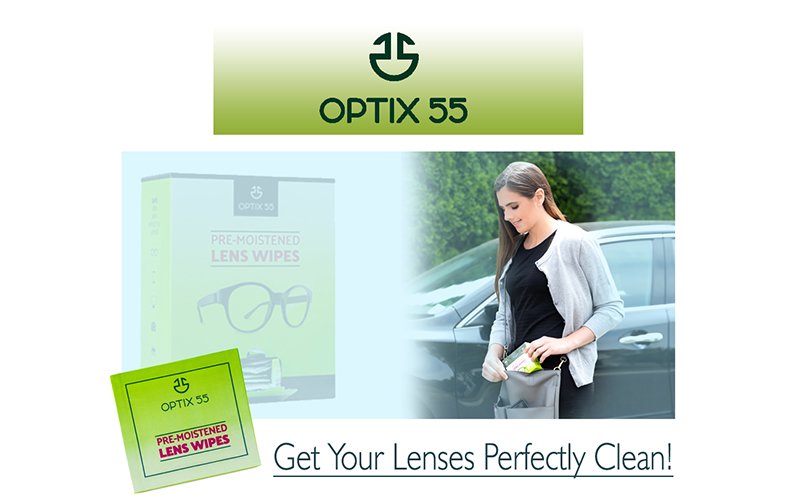 OPTIX 55
OPTIX 55
PRE-MOISTENED
LENS WIPES
OPTIX 55
PRE-MOISTENED
LENS WIPES
Get Your Lenses Perfectly Clean!